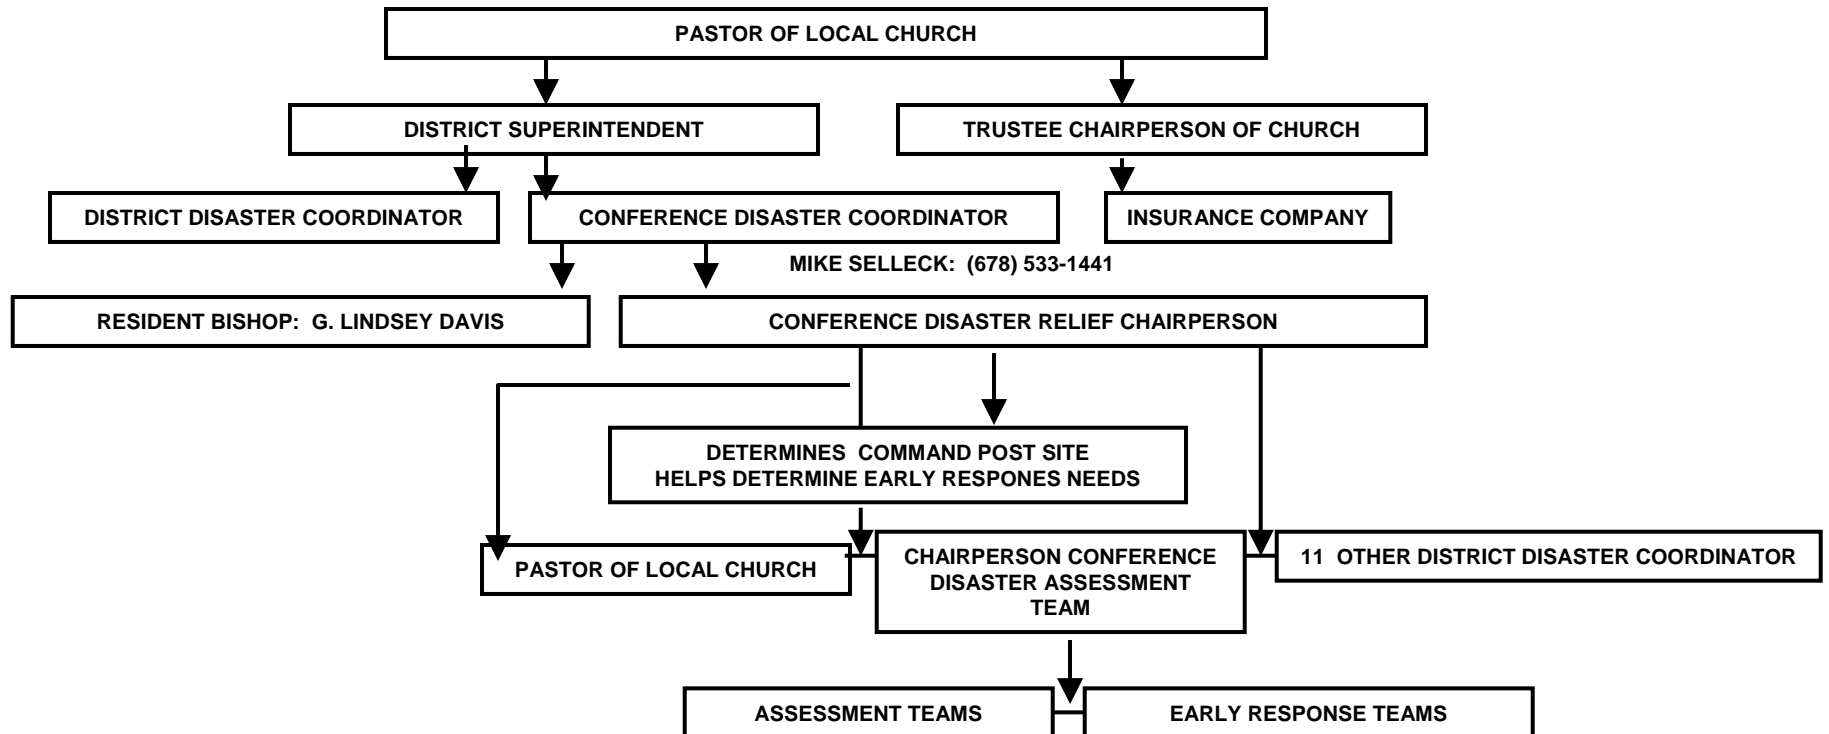 PASTOR OF LOCAL CHURCH
DISTRICT SUPERINTENDENT
TRUSTEE CHAIRPERSON OF CHURCH
DISTRICT DISASTER COORDINATOR
CONFERENCE DISASTER COORDINATOR
INSURANCE COMPANY
MIKE SELLECK: (678) 533-1441
RESIDENT BISHOP: G. LINDSEY DAVIS
CONFERENCE DISASTER RELIEF CHAIRPERSON
DETERMINES COMMAND POST SITE
HELPS DETERMINE EARLY RESPONES NEEDS
PASTOR OF LOCAL CHURCH
CHAIRPERSON CONFERENCE
DISASTER ASSESSMENT
TEAM
11 OTHER DISTRICT DISASTER COORDINATOR
ASSESSMENT TEAMS
EARLY RESPONSE TEAMS